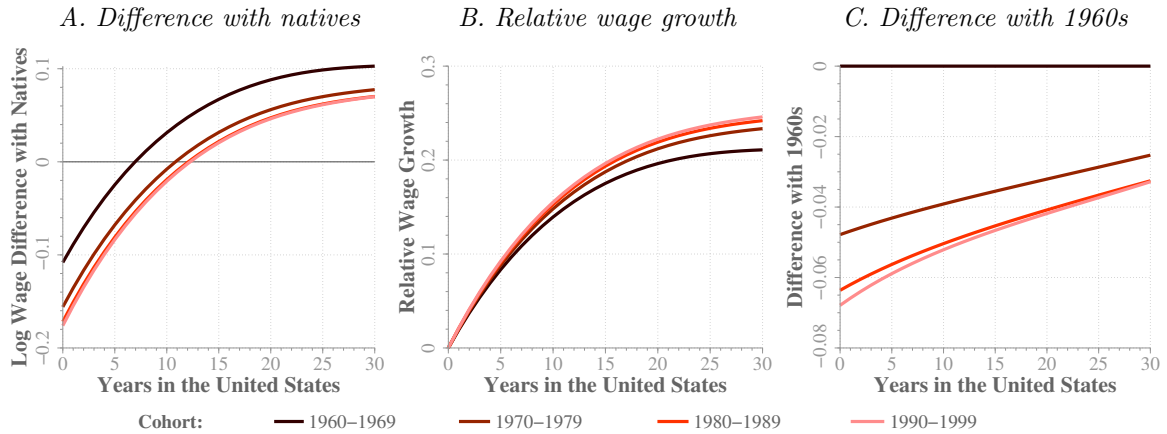 A. Difference with natives
B. Relative wage growth
C. Difference with 1960s
Log Wage Difference with Natives
0.1
0
−0.1
−0.2
0 5 10 15 20 25 30
Years in the United States
Relative Wage Growth
0.3
0.2
0.1
0
0 5 10 15 20 25 30
Years in the United States
Difference with 1960s
0
−0.02
−0.04
−0.06
−0.08
0 5 10 15 20 25 30
Years in the United States
Cohort: 1960–1969 1970–1979 1980–1989 1990–1999